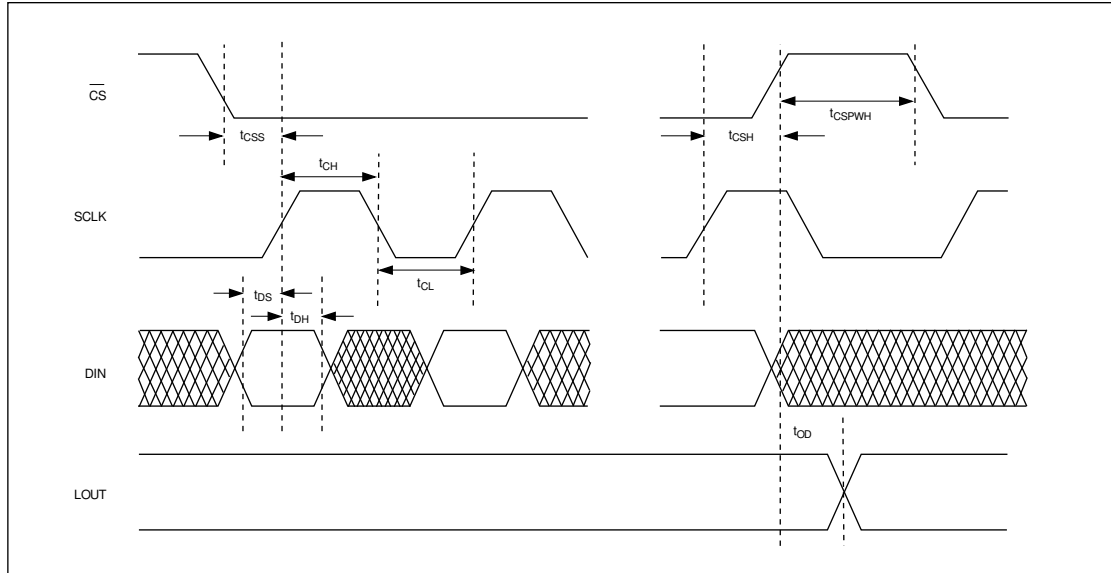 CS
tCSS
tCSH
tCSPWH
tCH
SCLK
tCL
tDS
tDH
DIN
tOD
LOUT